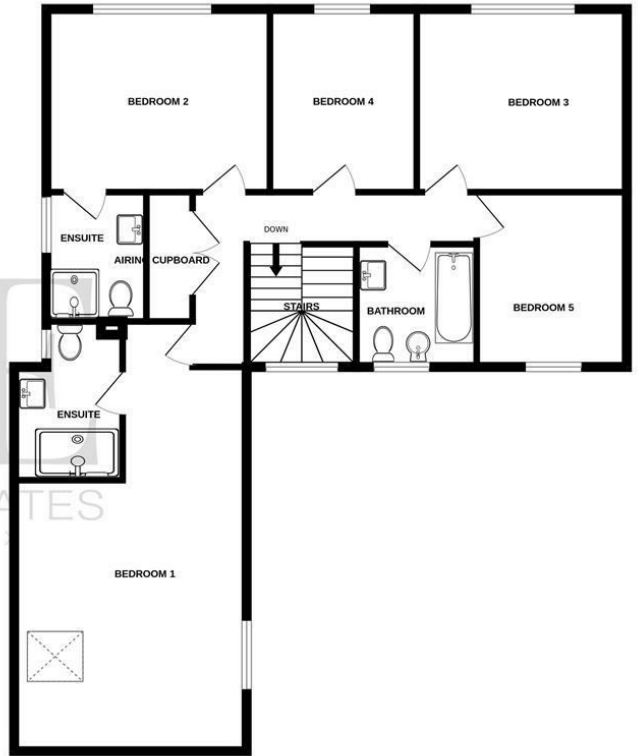 BEDROOM 2
BEDROOM 4
BEDROOM 3
DOWN
ENSUITE
AIRING CUPBOARD
STAIRS
BATHROOM
BEDROOM 5
ENSUITE
ATES
BEDROOM 1